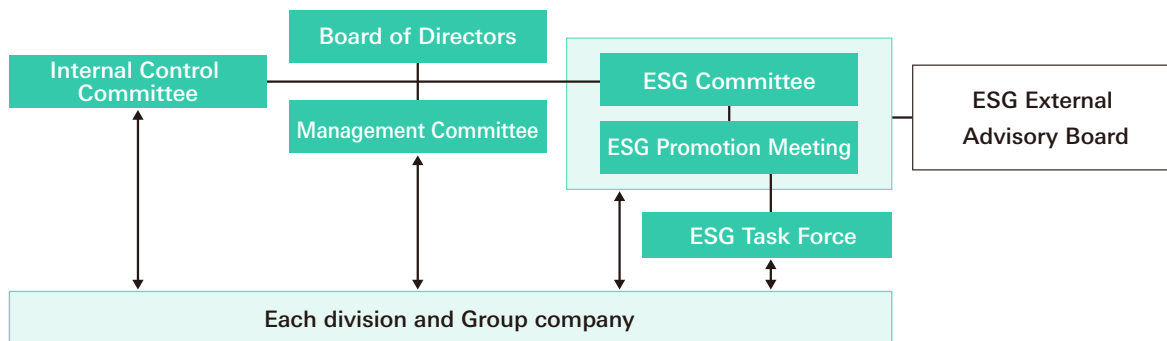 Board of Directors
Internal Control
Committee
ESG Committee
ESG External
Advisory Board
Management Committee
ESG Promotion Meeting
ESG Task Force
Each division and Group company